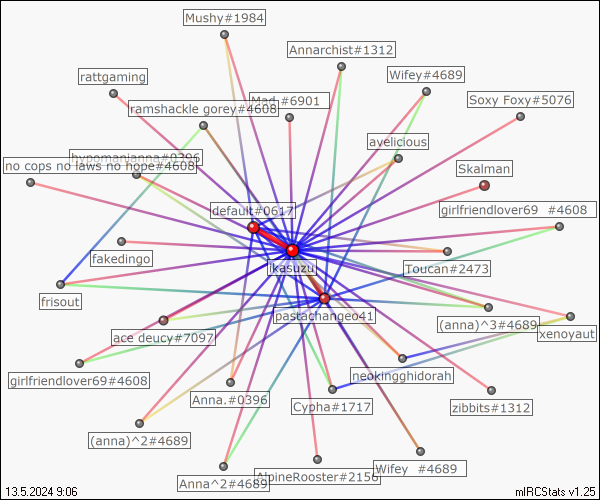 Mushy#1984
Annarchist#1312
rattgaming
Wifey#4689
Mad #6901
ramshackle gorey#4608
Soxy Foxy#5076
avelicious
hypomanianna#0396
no cops no laws no hope#4608
Skalman
default#0617
girlfriendlover69 #4608
fakedingo
ikasuzu
Toucan#2473
frisout
pastachangeo41
(anna)^3#4689
ace deucy#7097
xenoyaut
girlfriendlover69#4608
neokingghidorah
Anna.#0396
Cypha#1717
zibbits#1312
(anna)^2#4689
Anna^2#4689
AlpineRooster#2156
Wifey #4689
13.5.2024 9:06
mIRCStats v1.25